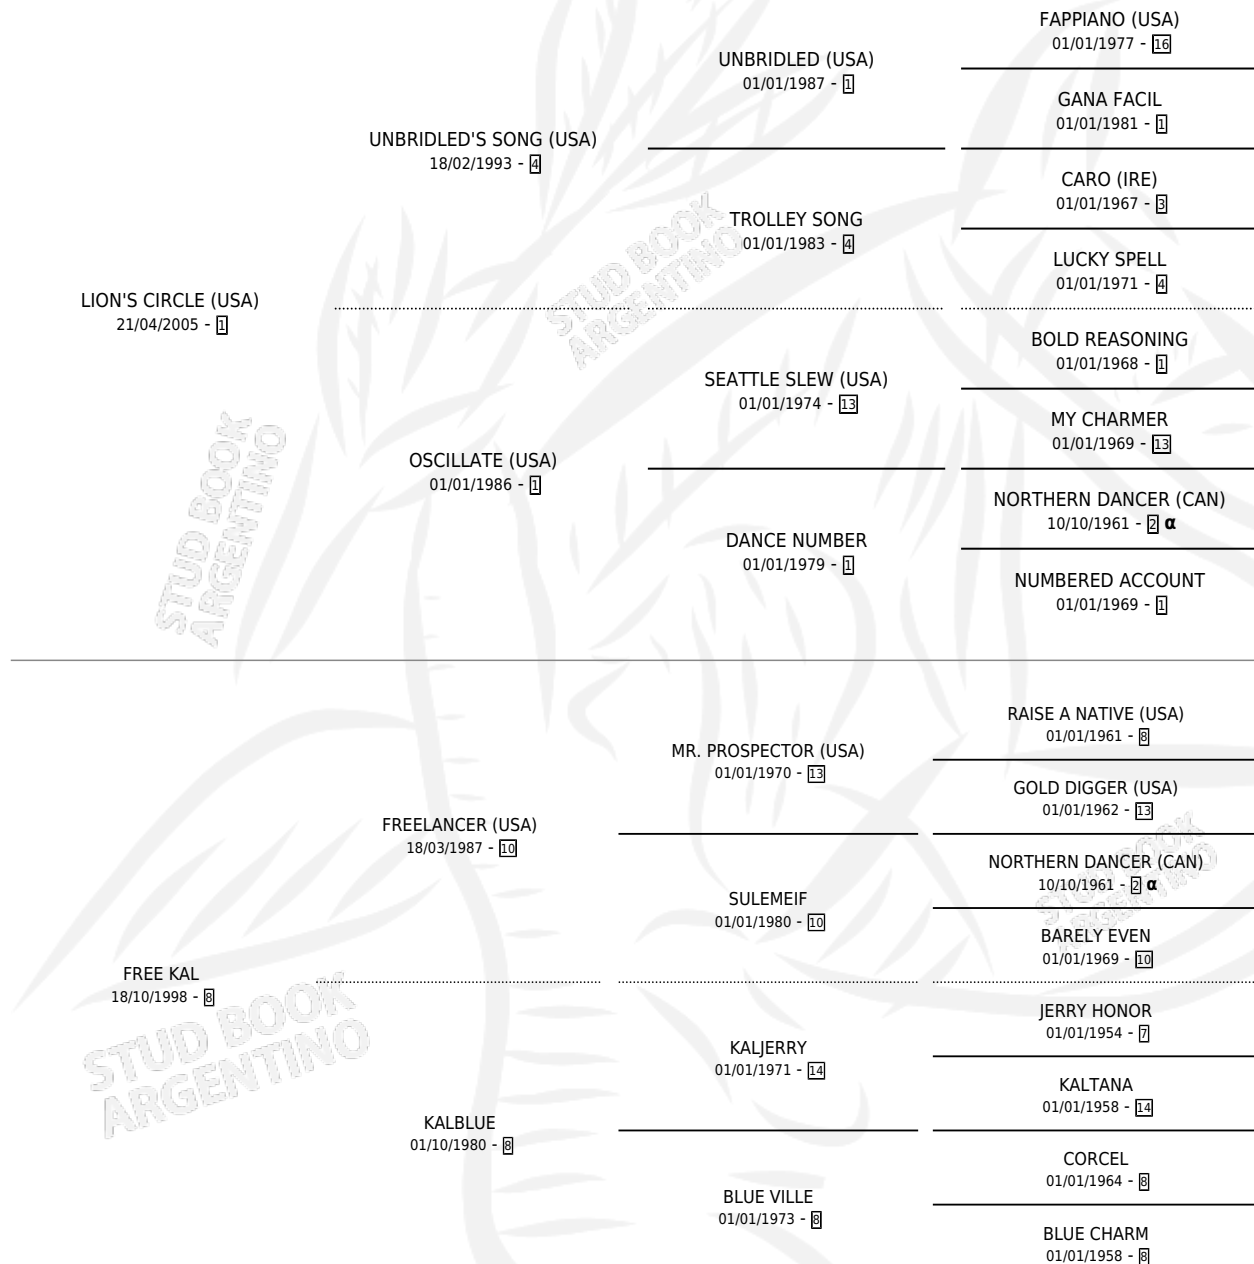 FAPPIANO (USA)
01/01/1977 - 16
UNBRIDLED (USA)
01/01/1987 - 1
GANA FACIL
01/01/1981 - 1
UNBRIDLED'S SONG (USA)
18/02/1993 - 4
CARO (IRE)
01/01/1967 - 3
TROLLEY SONG
01/01/1983 - 4
LUCKY SPELL
01/01/1971 - 4
LION'S CIRCLE (USA)
21/04/2005 - 1
BOLD REASONING
01/01/1968 - 1
SEATTLE SLEW (USA)
01/01/1974 - 13
MY CHARMER
01/01/1969 - 13
OSCILLATE (USA)
01/01/1986 - 1
NORTHERN DANCER (CAN)
10/10/1961 - 2 α
DANCE NUMBER
01/01/1979 - 1
NUMBERED ACCOUNT
01/01/1969 - 1
RAISE A NATIVE (USA)
01/01/1961 - 8
MR. PROSPECTOR (USA)
01/01/1970 - 13
GOLD DIGGER (USA)
01/01/1962 - 13
FREELANCER (USA)
18/03/1987 - 10
NORTHERN DANCER (CAN)
10/10/1961 - 2 α
SULEMEIF
01/01/1980 - 10
BARELY EVEN
01/01/1969 - 10
FREE KAL
18/10/1998 - 8
JERRY HONOR
01/01/1954 - 7
KALJERRY
01/01/1971 - 14
KALTANA
01/01/1958 - 14
KALBLUE
01/10/1980 - 8
CORCEL
01/01/1964 - 8
BLUE VILLE
01/01/1973 - 8
BLUE CHARM
01/01/1958 - 8
STUD BOOK
ARGENTINO
STUD BOOK
ARGENTINO
STUD BOOK
ARGENTINO
STUD BOOK
ARGENTINO